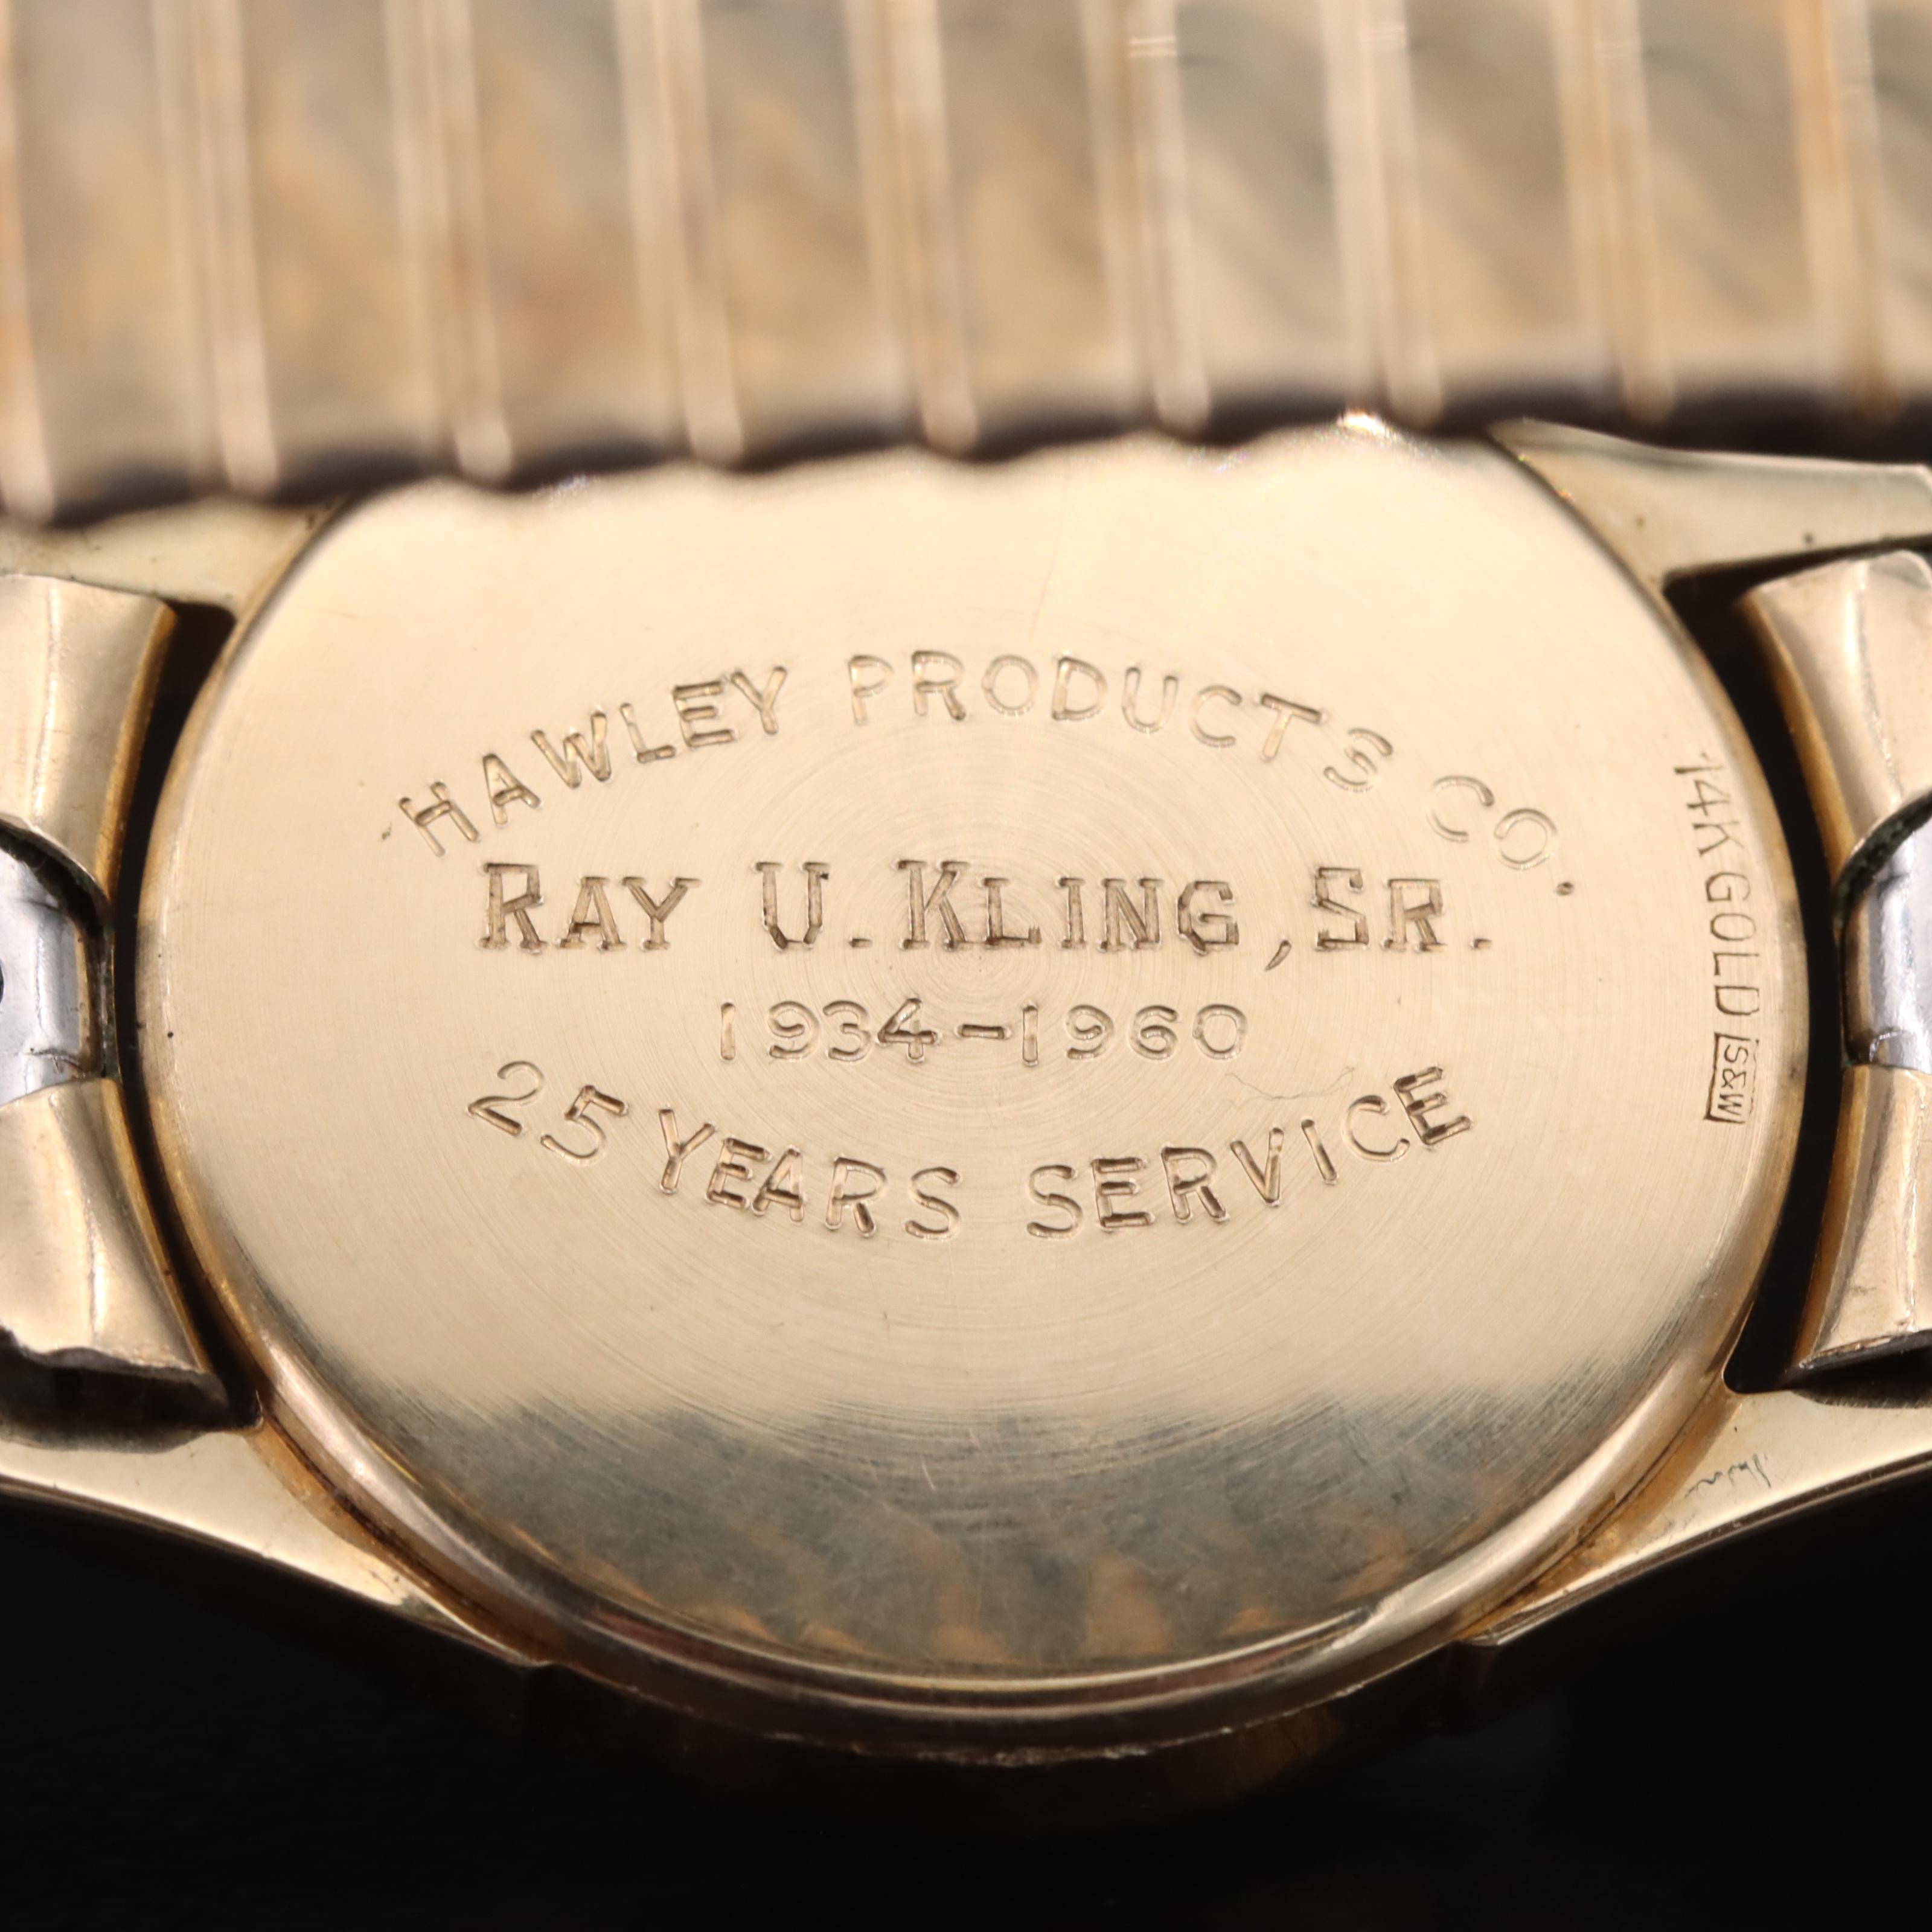 HAWLEY PRODUCTS CO.
RAY U. KLING, SR.
1934-1960
25 YEARS SERVICE
14K GOLD S&W